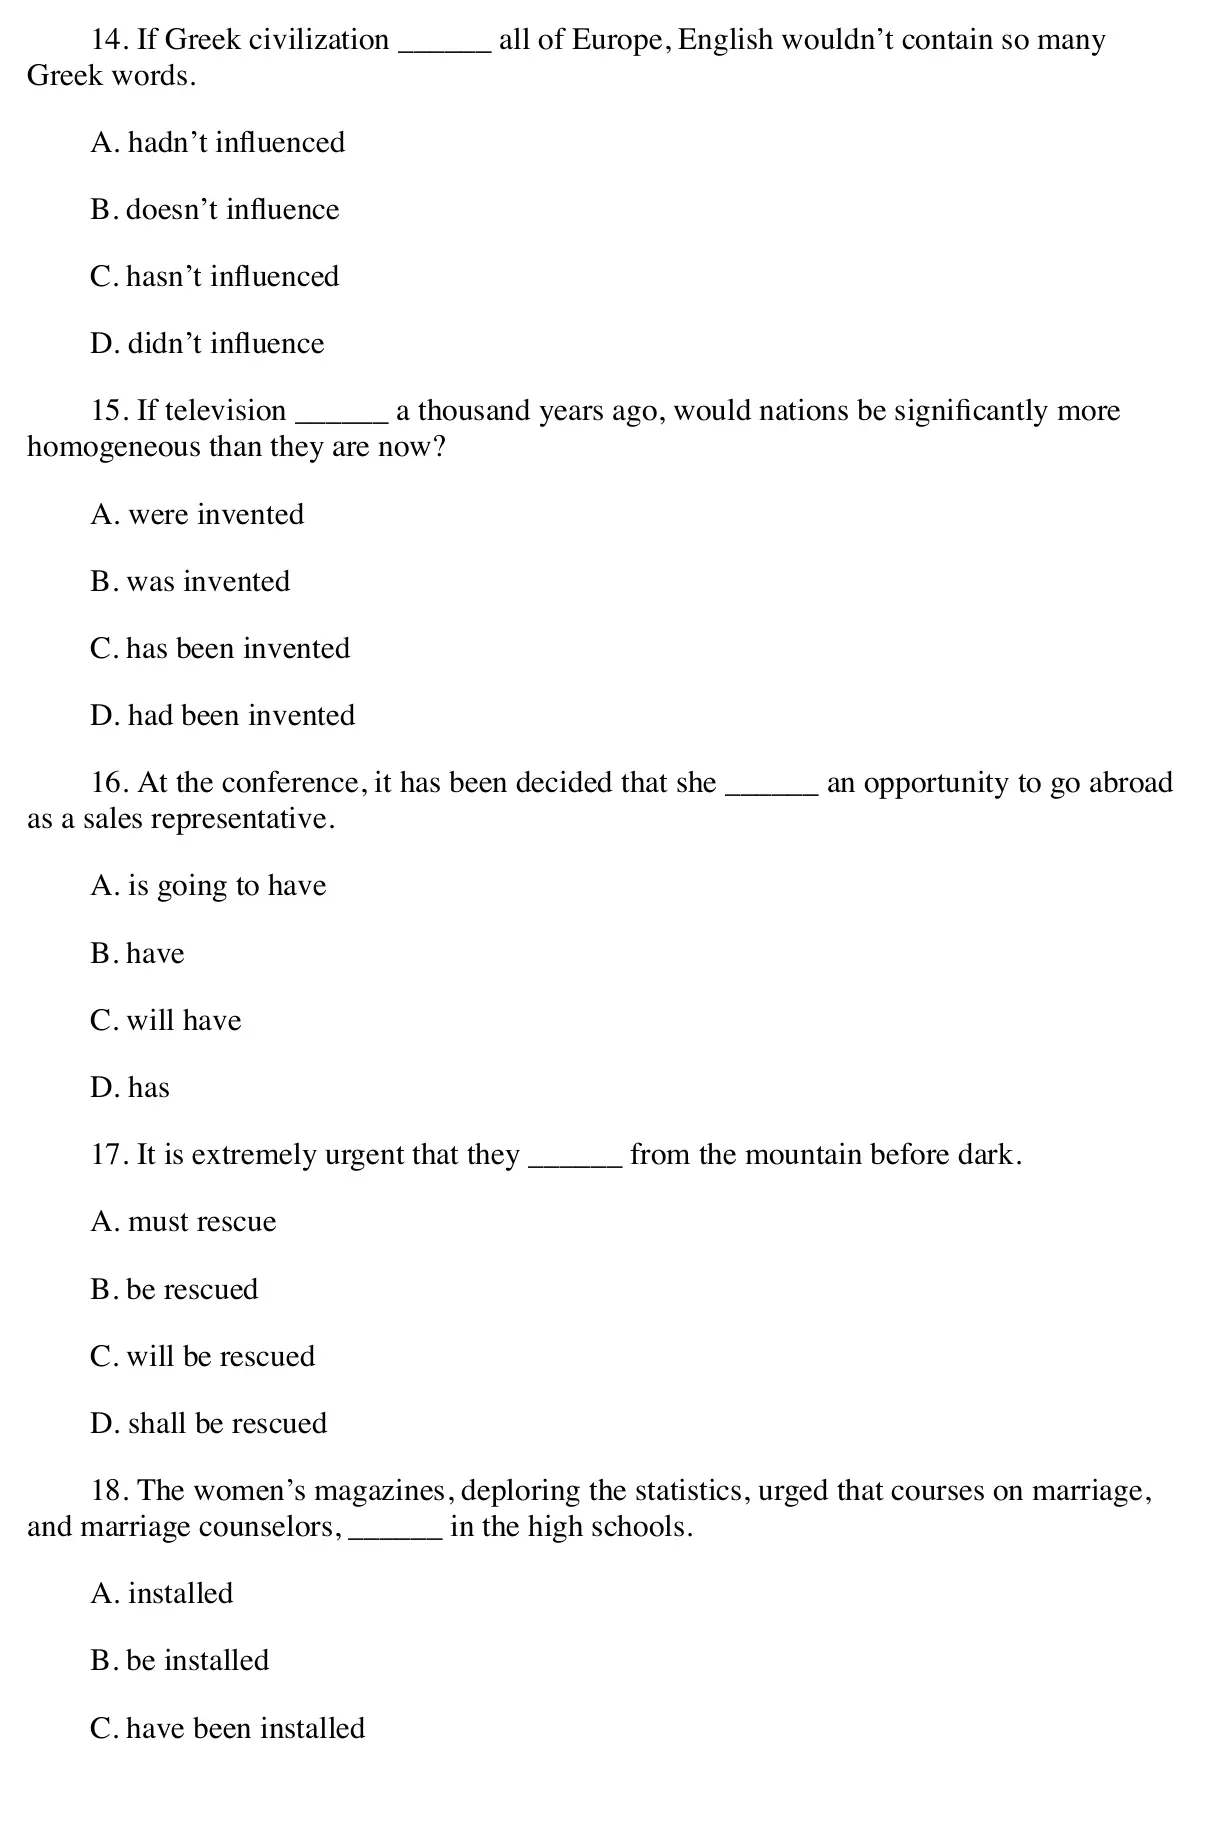 14. If Greek civilization ______ all of Europe, English wouldn’t contain so many
Greek words.
A. hadn’t influenced
B. doesn’t influence
C. hasn’t influenced
D. didn’t influence
15. If television ______ a thousand years ago, would nations be significantly more
homogeneous than they are now?
A. were invented
B. was invented
C. has been invented
D. had been invented
16. At the conference, it has been decided that she ______ an opportunity to go abroad
as a sales representative.
A. is going to have
B. have
C. will have
D. has
17. It is extremely urgent that they ______ from the mountain before dark.
A. must rescue
B. be rescued
C. will be rescued
D. shall be rescued
18. The women’s magazines, deploring the statistics, urged that courses on marriage,
and marriage counselors, ______ in the high schools.
A. installed
B. be installed
C. have been installed